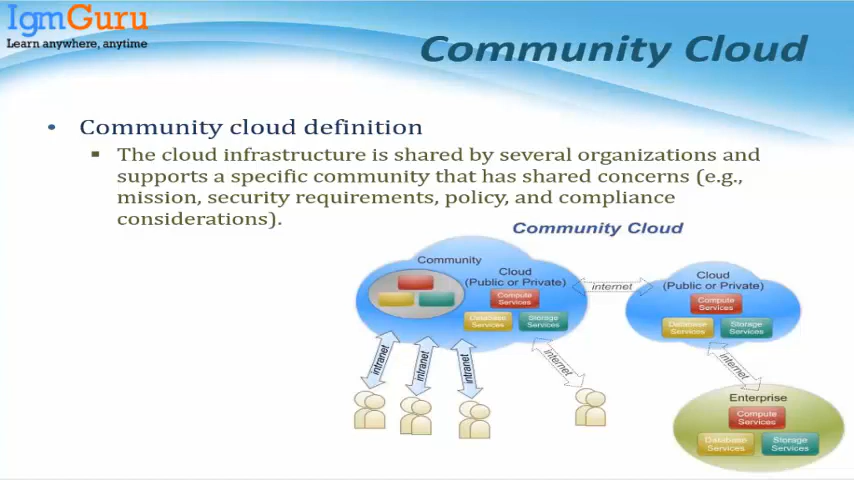 IgmGuru
Learn anywhere, anytime
Community Cloud
• Community cloud definition
▪ The cloud infrastructure is shared by several organizations and
supports a specific community that has shared concerns (e.g.,
mission, security requirements, policy, and compliance
considerations).
Community Cloud
Community
Cloud
(Public or Private)
Compute
Services
Database
Services
Storage
Services
internet
Cloud
(Public or Private)
Compute
Services
Database
Services
Storage
Services
intranet
intranet
intranet
internet
internet
Enterprise
Compute
Services
Database
Services
Storage
Services